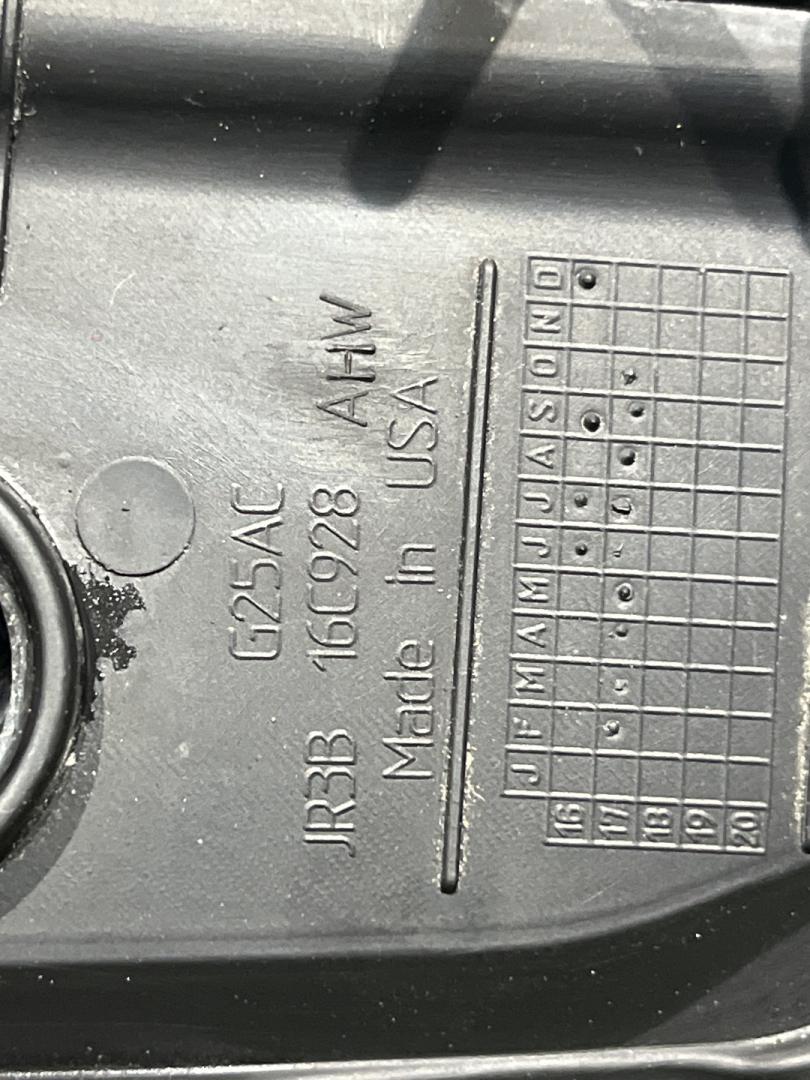 G25AC
JR3B 16C928 AHW
Made in USA
J F M A M J J A S O N D
16
17
18
19
20